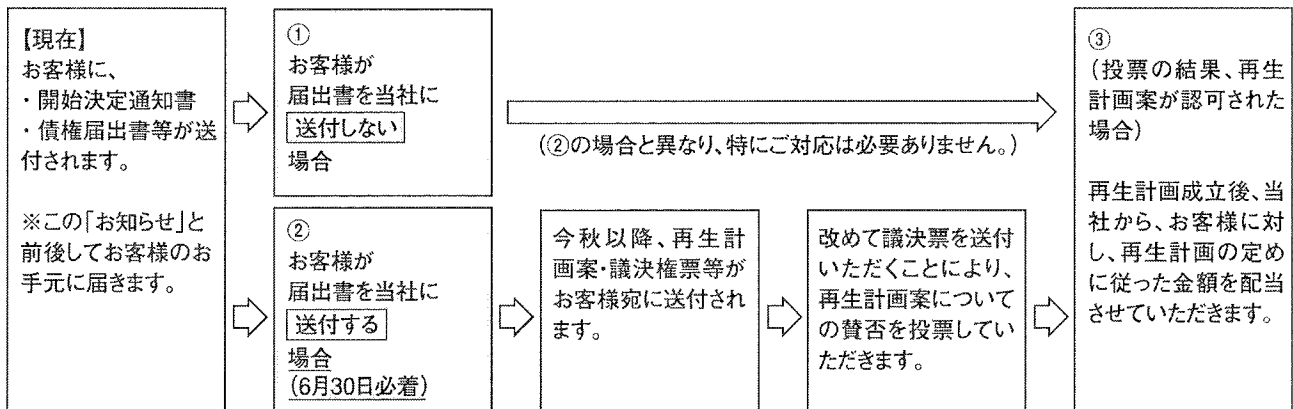 【現在】
お客様に、
・開始決定通知書
・債権届出書等が送
付されます。
※この「お知らせ」と
前後してお客様のお
手元に届きます。
①
お客様が
届出書を当社に
送付しない
場合
(②の場合と異なり、特にご対応は必要ありません。)
②
お客様が
届出書を当社に
送付する
場合
(6月30日必着)
今秋以降、再生計
画案・議決権票等が
お客様宛に送付され
ます。
改めて議決票を送付
いただくことにより、
再生計画案について
の賛否を投票してい
ただきます。
③
(投票の結果、再生
計画案が認可された
場合)
再生計画成立後、当
社から、お客様に対
し、再生計画の定め
に従った金額を配当
させていただきます。